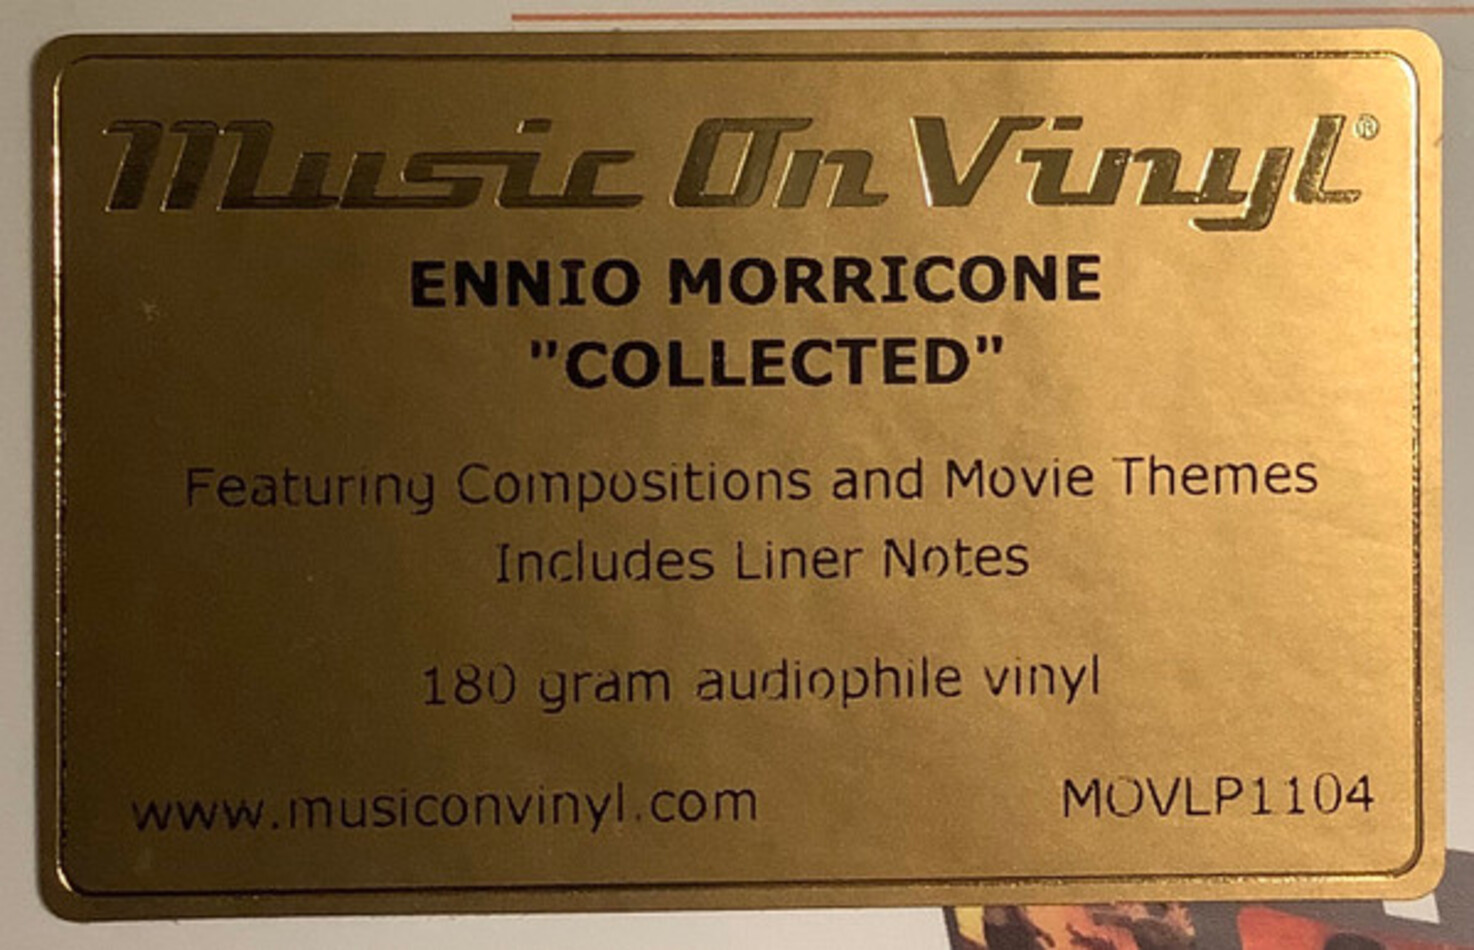 Music On Vinyl®
ENNIO MORRICONE
"COLLECTED"
Featuring Compositions and Movie Themes
Includes Liner Notes
180 gram audiophile vinyl
www.musiconvinyl.com
MOVLP1104